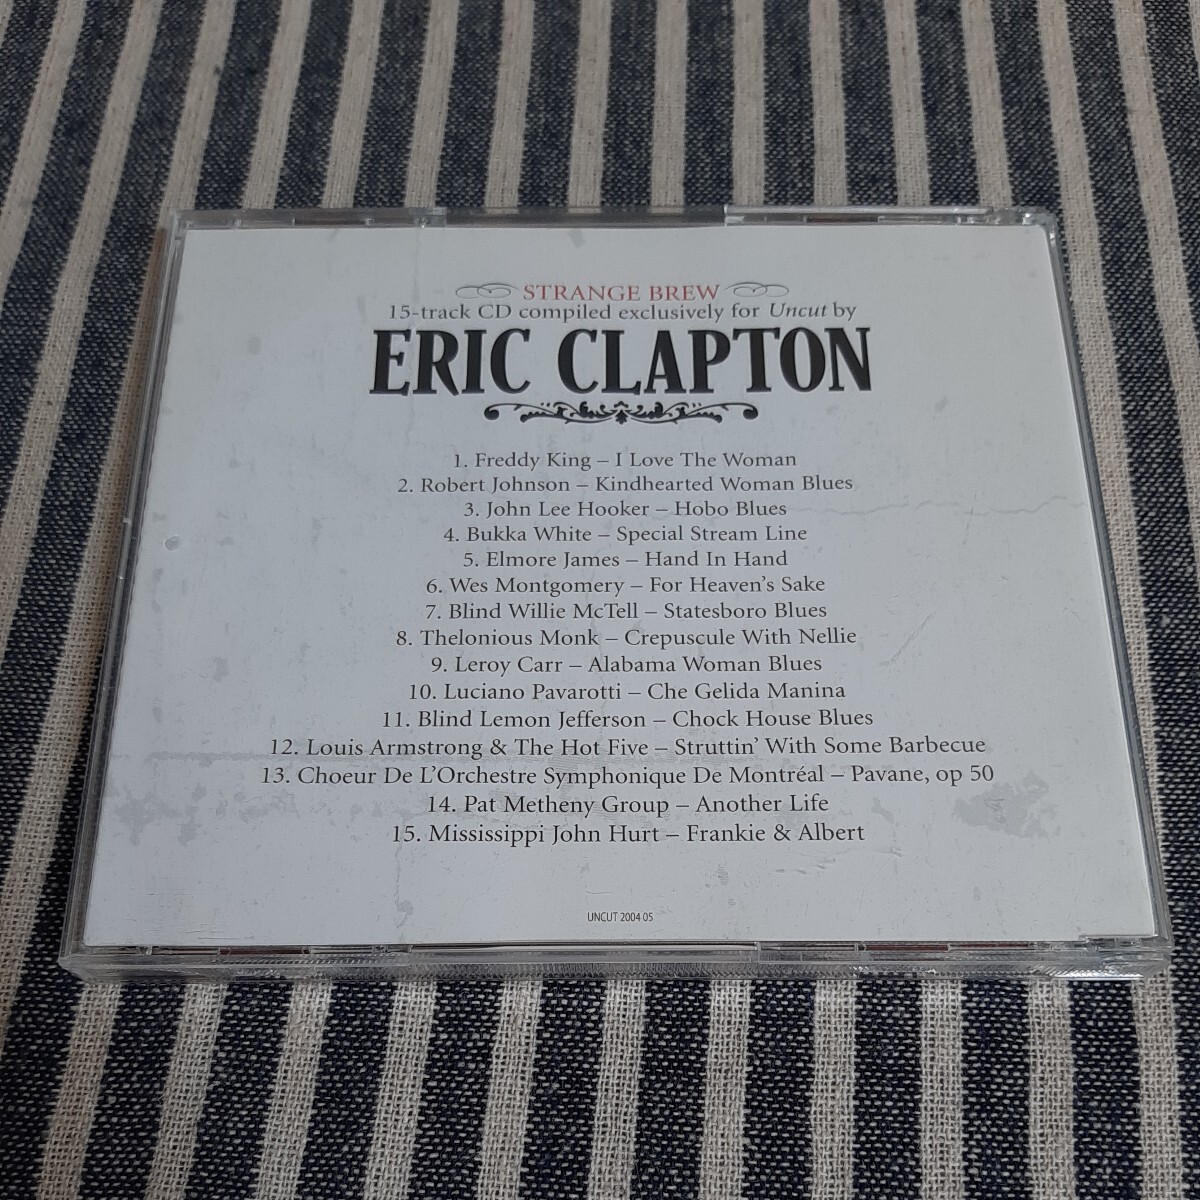 STRANGE BREW
15-track CD compiled exclusively for Uncut by
ERIC CLAPTON
1. Freddy King – I Love The Woman
2. Robert Johnson – Kindhearted Woman Blues
3. John Lee Hooker – Hobo Blues
4. Bukka White – Special Stream Line
5. Elmore James – Hand In Hand
6. Wes Montgomery – For Heaven's Sake
7. Blind Willie McTell – Statesboro Blues
8. Thelonious Monk – Crepuscule With Nellie
9. Leroy Carr – Alabama Woman Blues
10. Luciano Pavarotti – Che Gelida Manina
11. Blind Lemon Jefferson – Chock House Blues
12. Louis Armstrong & The Hot Five – Struttin' With Some Barbecue
13. Choeur De L'Orchestre Symphonique De Montréal – Pavane, op 50
14. Pat Metheny Group – Another Life
15. Mississippi John Hurt – Frankie & Albert
UNCUT 2004 05